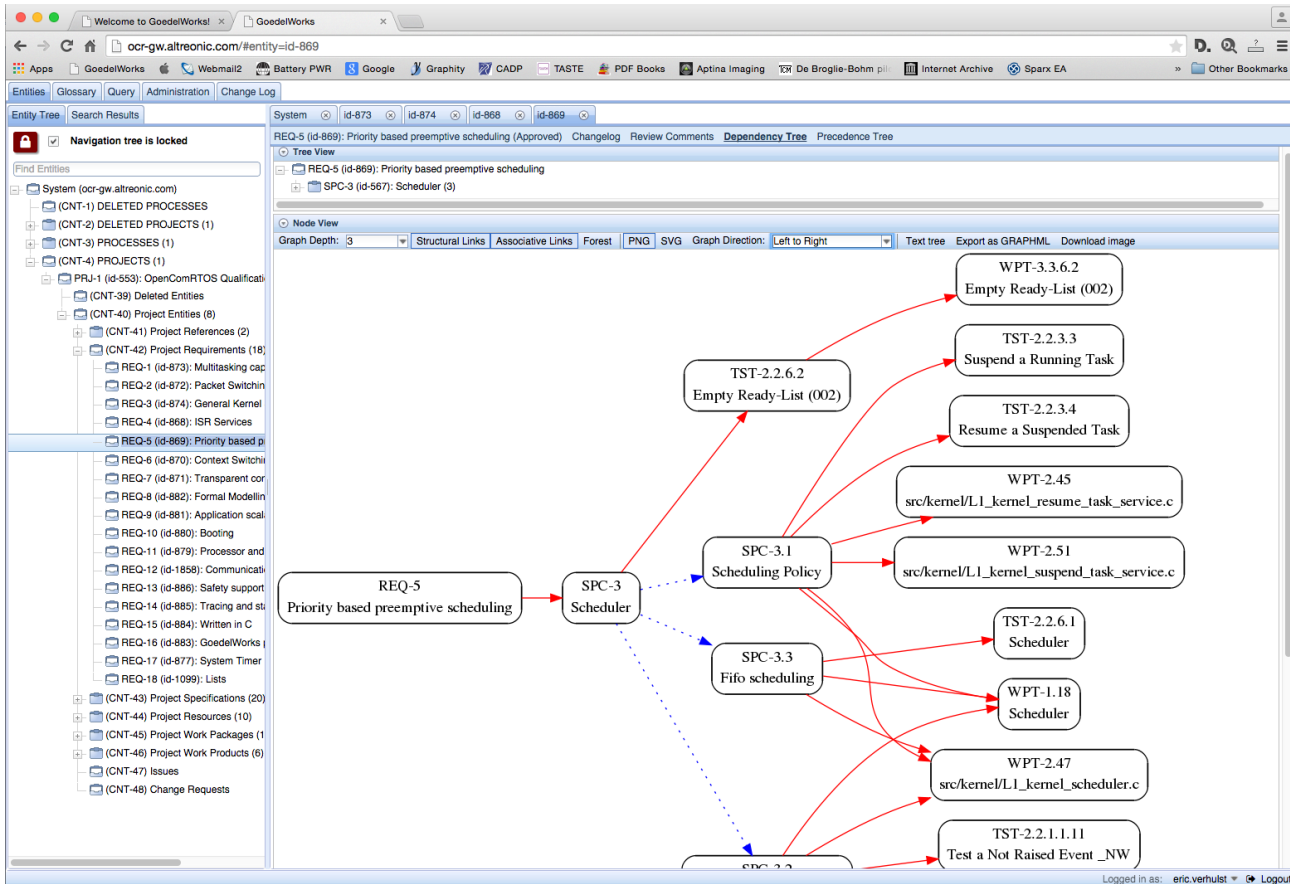 Welcome to GoedelWorks!
GoedelWorks
ocr-gw.altreonic.com/#entity=id-869
Apps GoedelWorks Webmail2 Battery PWR Google Graphity CADP TASTE PDF Books Aptina Imaging De Broglie-Bohm pil Internet Archive Sparx EA » Other Bookmarks
Entities Glossary Query Administration Change Log
Entity Tree Search Results
Navigation tree is locked
Find Entities
System (ocr-gw.altreonic.com)
(CNT-1) DELETED PROCESSES
(CNT-2) DELETED PROJECTS (1)
(CNT-3) PROCESSES (1)
(CNT-4) PROJECTS (1)
PRJ-1 (id-553): OpenComRTOS Qualificati
(CNT-39) Deleted Entities
(CNT-40) Project Entities (8)
(CNT-41) Project References (2)
(CNT-42) Project Requirements (18)
REQ-1 (id-873): Multitasking cap
REQ-2 (id-872): Packet Switchin
REQ-3 (id-874): General Kernel
REQ-4 (id-868): ISR Services
REQ-5 (id-869): Priority based pr
REQ-6 (id-870): Context Switchi
REQ-7 (id-871): Transparent con
REQ-8 (id-882): Formal Modellin
REQ-9 (id-881): Application scal
REQ-10 (id-880): Booting
REQ-11 (id-879): Processor and
REQ-12 (id-1858): Communicati
REQ-13 (id-886): Safety support
REQ-14 (id-885): Tracing and sta
REQ-15 (id-884): Written in C
REQ-16 (id-883): GoedelWorks p
REQ-17 (id-877): System Timer
REQ-18 (id-1099): Lists
(CNT-43) Project Specifications (20)
(CNT-44) Project Resources (10)
(CNT-45) Project Work Packages (1
(CNT-46) Project Work Products (6)
(CNT-47) Issues
(CNT-48) Change Requests
System id-873 id-874 id-868 id-869
REQ-5 (id-869): Priority based preemptive scheduling (Approved) Changelog Review Comments Dependency Tree Precedence Tree
Tree View
REQ-5 (id-869): Priority based preemptive scheduling
SPC-3 (id-567): Scheduler (3)
Node View
Graph Depth: 3 Structural Links Associative Links Forest PNG SVG Graph Direction: Left to Right Text tree Export as GRAPHML Download image
REQ-5
Priority based preemptive scheduling
SPC-3
Scheduler
TST-2.2.6.2
Empty Ready-List (002)
SPC-3.1
Scheduling Policy
SPC-3.3
Fifo scheduling
SPC-3.2
WPT-3.3.6.2
Empty Ready-List (002)
TST-2.2.3.3
Suspend a Running Task
TST-2.2.3.4
Resume a Suspended Task
WPT-2.45
src/kernel/L1_kernel_resume_task_service.c
WPT-2.51
src/kernel/L1_kernel_suspend_task_service.c
TST-2.2.6.1
Scheduler
WPT-1.18
Scheduler
WPT-2.47
src/kernel/L1_kernel_scheduler.c
TST-2.2.1.1.11
Test a Not Raised Event _NW
Logged in as: eric.verhulst Logout